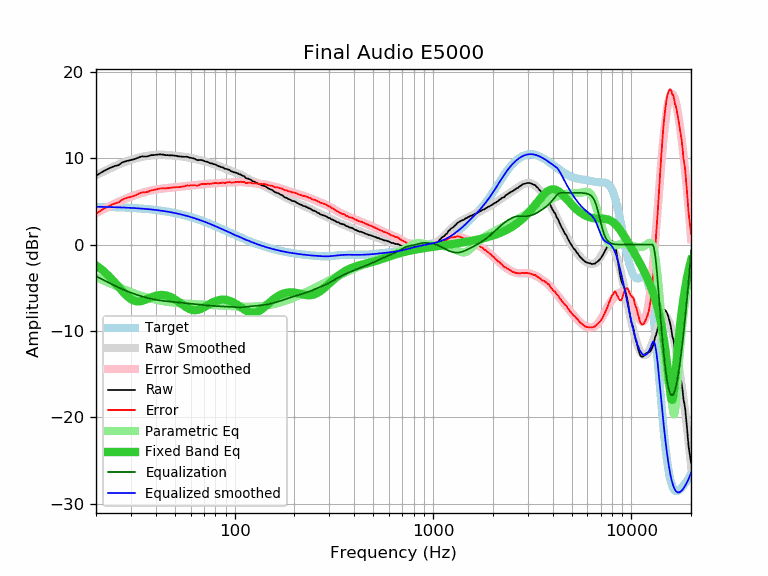 Final Audio E5000
20
10
0
−10
−20
−30
Amplitude (dBr)
Target
Raw Smoothed
Error Smoothed
Raw
Error
Parametric Eq
Fixed Band Eq
Equalization
Equalized smoothed
100
1000
10000
Frequency (Hz)